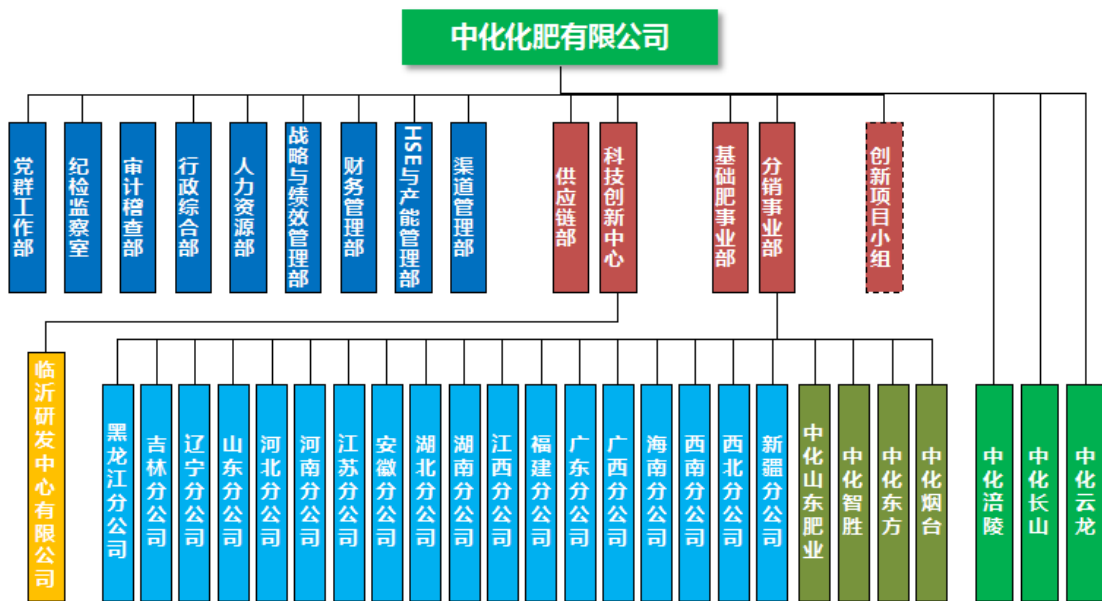 中化化肥有限公司
党群工作部
纪检监察室
审计稽查部
行政综合部
人力资源部
战略与绩效管理部
财务管理部
HSE与产能管理部
渠道管理部
供应链部
科技创新中心
基础肥事业部
分销事业部
创新项目小组
临沂研发中心有限公司
黑龙江分公司
吉林分公司
辽宁分公司
山东分公司
河北分公司
河南分公司
江苏分公司
安徽分公司
湖北分公司
湖南分公司
江西分公司
福建分公司
广东分公司
广西分公司
海南分公司
西南分公司
西北分公司
新疆分公司
中化山东肥业
中化智胜
中化东方
中化烟台
中化涪陵
中化长山
中化云龙